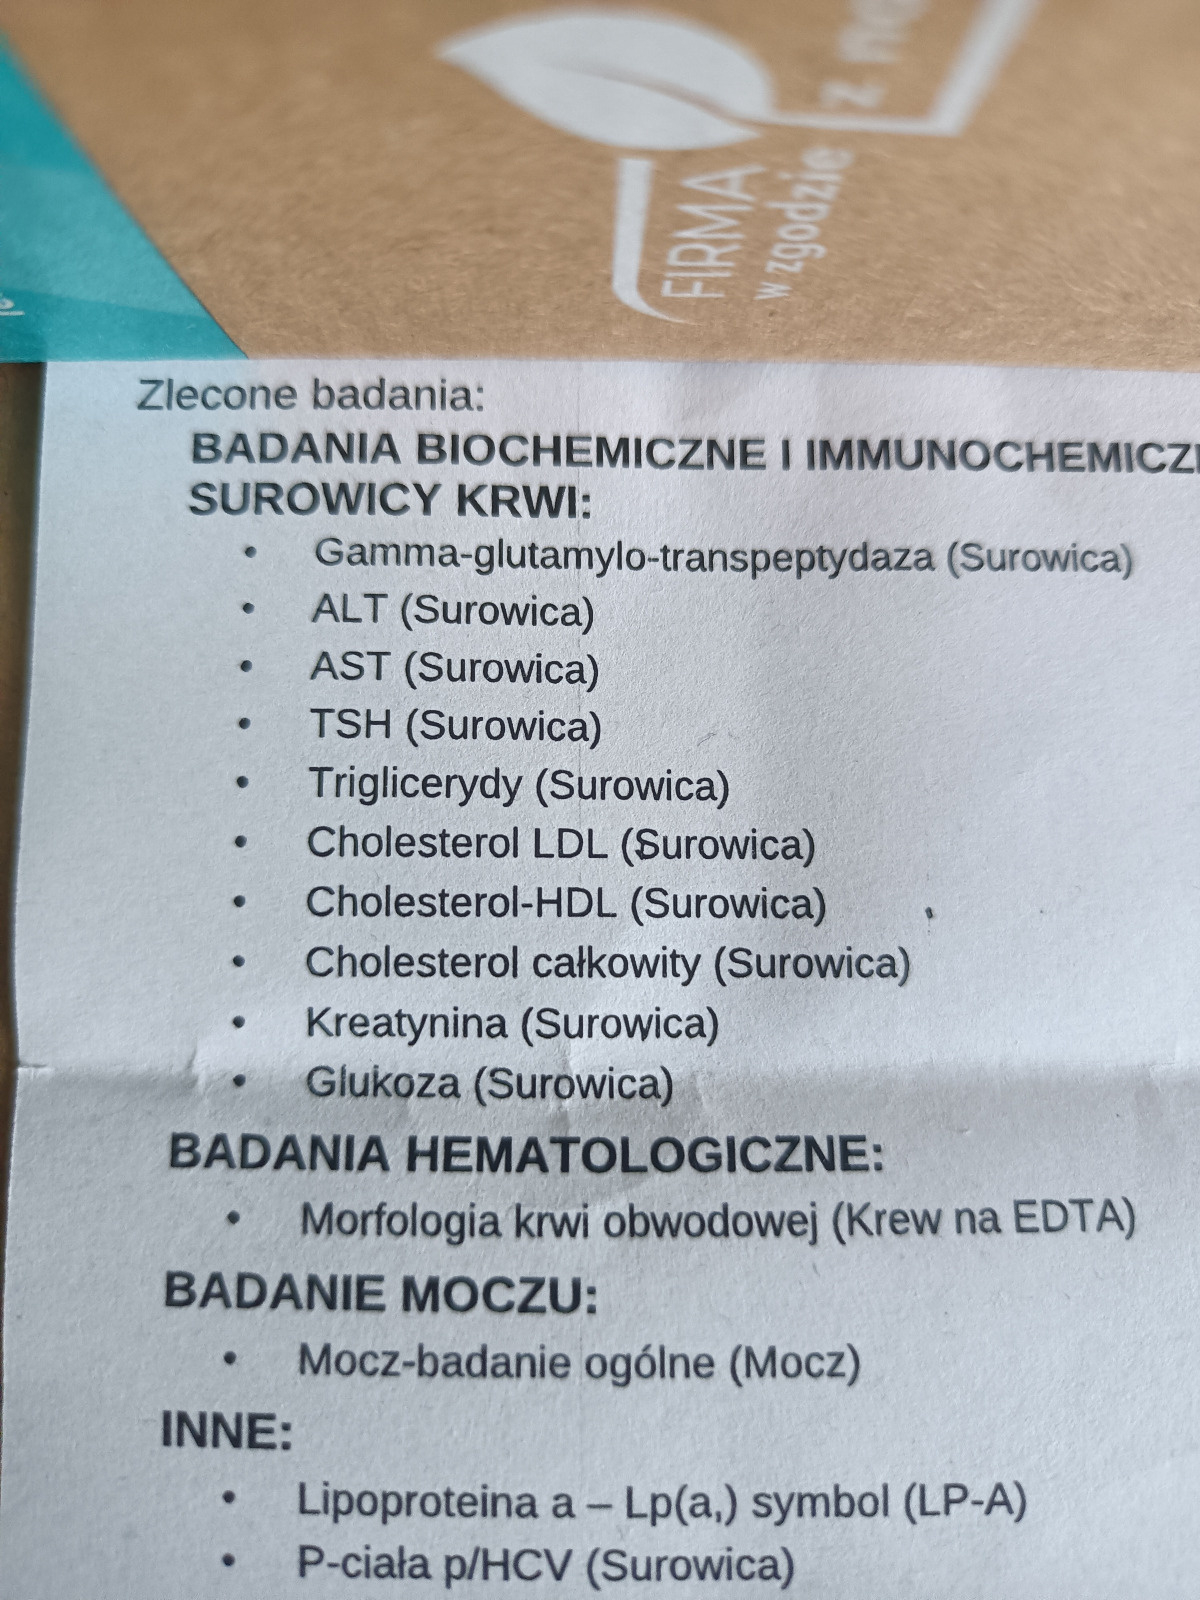 FIRMA
w zgodzie
z
Zlecone badania:
BADANIA BIOCHEMICZNE I IMMUNOCHEMICZ
SUROWICY KRWI:
• Gamma-glutamylo-transpeptydaza (Surowica)
• ALT (Surowica)
• AST (Surowica)
• TSH (Surowica)
• Triglicerydy (Surowica)
• Cholesterol LDL (Surowica)
• Cholesterol-HDL (Surowica)
• Cholesterol całkowity (Surowica)
• Kreatynina (Surowica)
• Glukoza (Surowica)
BADANIA HEMATOLOGICZNE:
• Morfologia krwi obwodowej (Krew na EDTA)
BADANIE MOCZU:
• Mocz-badanie ogólne (Mocz)
INNE:
• Lipoproteina a – Lp(a,) symbol (LP-A)
• P-ciała p/HCV (Surowica)